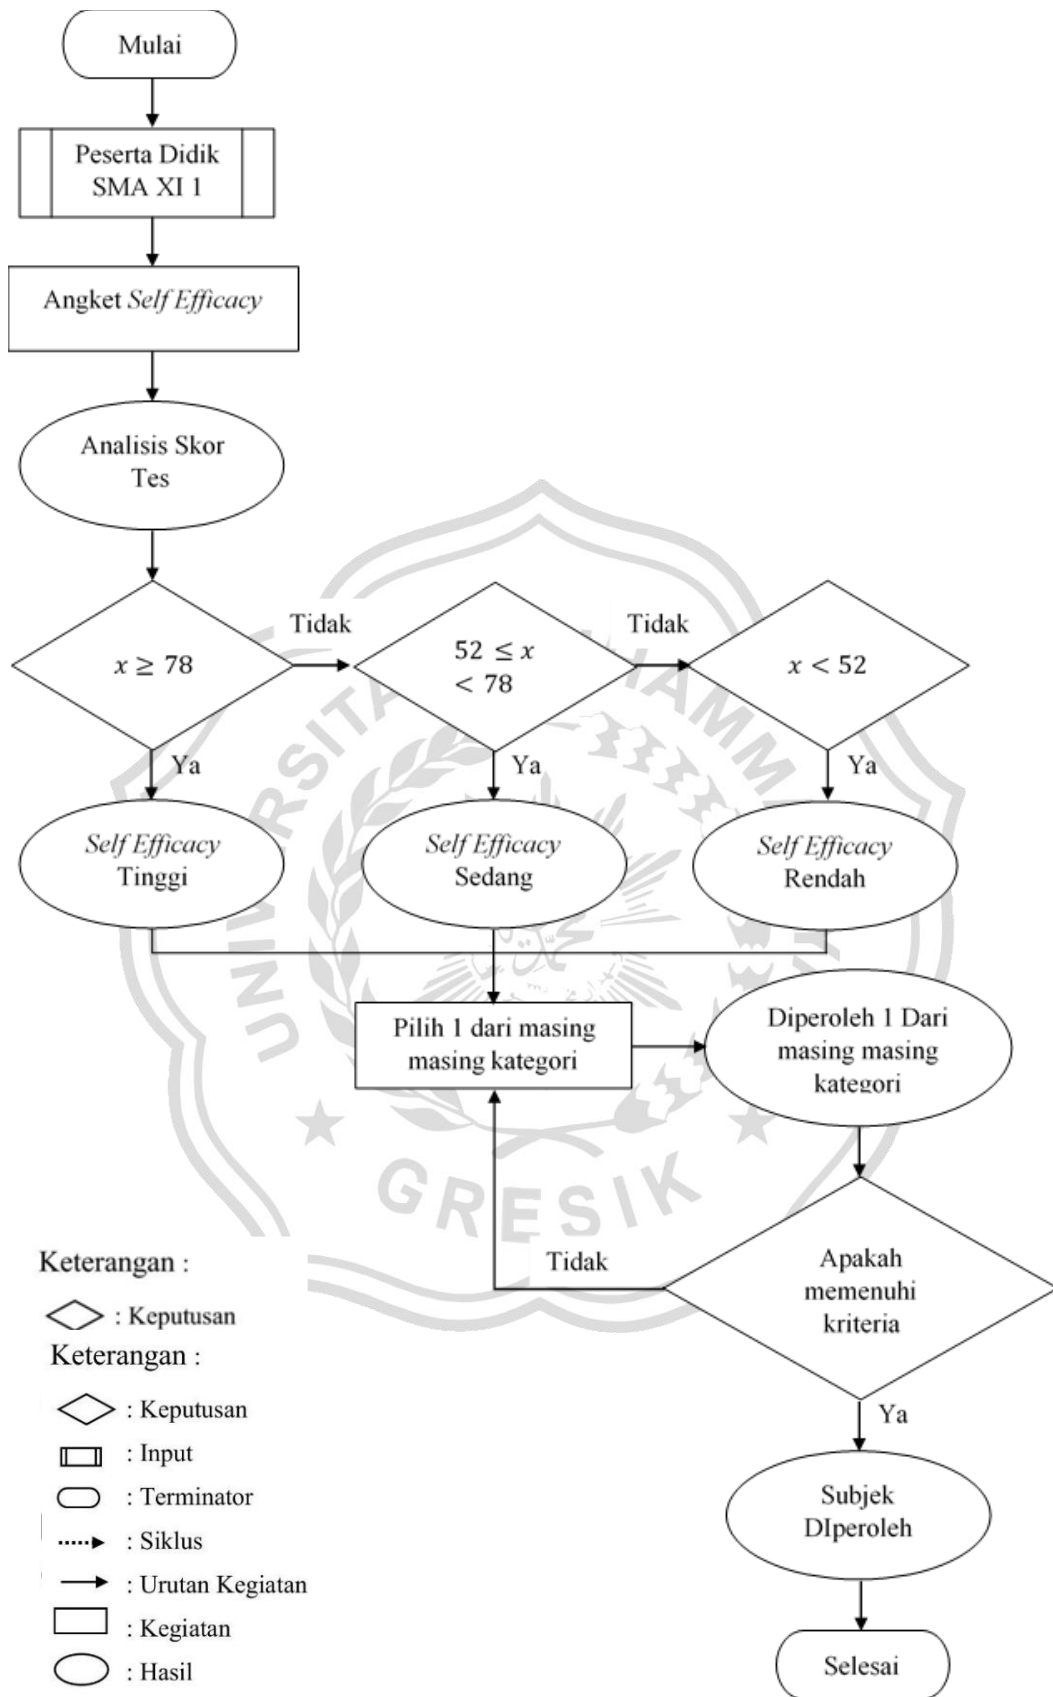 Mulai
Peserta Didik
SMA XI 1
Angket Self Efficacy
Analisis Skor
Tes
x ≥ 78
Tidak
52 ≤ x
< 78
Tidak
x < 52
Ya
Ya
Ya
Self Efficacy
Tinggi
Self Efficacy
Sedang
Self Efficacy
Rendah
Pilih 1 dari masing
masing kategori
Diperoleh 1 Dari
masing masing
kategori
GRESIK
Tidak
Apakah
memenuhi
kriteria
Keterangan :
: Keputusan
Keterangan :
: Keputusan
: Input
: Terminator
: Siklus
: Urutan Kegiatan
: Kegiatan
: Hasil
Ya
Subjek
DIperoleh
Selesai